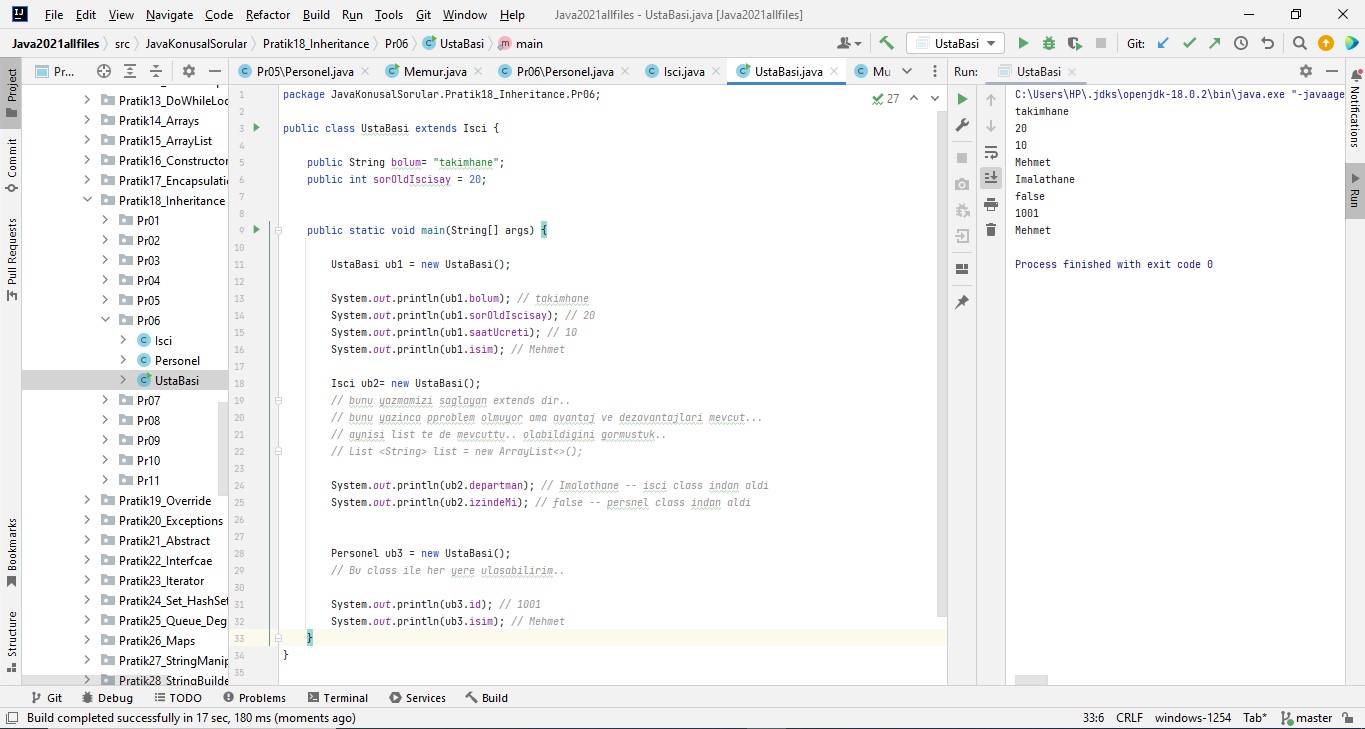 File Edit View Navigate Code Refactor Build Run Tools Git Window Help Java2021allfiles - UstaBasi.java [Java2021allfiles]
Java2021allfiles src JavaKonusalSorular Pratik18_Inheritance Pr06 UstaBasi main UstaBasi Git:
Project
Commit
Pull Requests
Bookmarks
Structure
Pr...
Pratik13_DoWhileLoo
Pratik14_Arrays
Pratik15_ArrayList
Pratik16_Constructor
Pratik17_Encapsulati
Pratik18_Inheritance
Pr01
Pr02
Pr03
Pr04
Pr05
Pr06
Isci
Personel
UstaBasi
Pr07
Pr08
Pr09
Pr10
Pr11
Pratik19_Override
Pratik20_Exceptions
Pratik21_Abstract
Pratik22_Interfcae
Pratik23_Iterator
Pratik24_Set_HashSet
Pratik25_Queue_Deq
Pratik26_Maps
Pratik27_StringManip
Pratik28_StringBuilde
Pr05\Personel.java Memur.java Pr06\Personel.java Isci.java UstaBasi.java Mu
27
1 package JavaKonusalSorular.Pratik18_Inheritance.Pr06;
2
3 public class UstaBasi extends Isci {
4
5 public String bolum= "takimhane";
6 public int sorOldIscisay = 20;
7
8
9 public static void main(String[] args) {
10
11 UstaBasi ub1 = new UstaBasi();
12
13 System.out.println(ub1.bolum); // takimhane
14 System.out.println(ub1.sorOldIscisay); // 20
15 System.out.println(ub1.saatUcreti); // 10
16 System.out.println(ub1.isim); // Mehmet
17
18 Isci ub2= new UstaBasi();
19 // bunu yazmamizi saglayan extends dir..
20 // bunu yazinca pproblem olmuyor ama avantaj ve dezavantajlari mevcut...
21 // aynisi list te de mevcuttu.. olabildigini gormustuk..
22 // List <String> list = new ArrayList<>();
23
24 System.out.println(ub2.departman); // Imalathane -- isci class indan aldi
25 System.out.println(ub2.izindeMi); // false -- persnel class indan aldi
26
27
28 Personel ub3 = new UstaBasi();
29 // Bu class ile her yere ulasabilirim..
30
31 System.out.println(ub3.id); // 1001
32 System.out.println(ub3.isim); // Mehmet
33 }
34 }
35
Run: UstaBasi
C:\Users\HP\.jdks\openjdk-18.0.2\bin\java.exe "-javaage
takimhane
20
10
Mehmet
Imalathane
false
1001
Mehmet
Process finished with exit code 0
Notifications
Run
Git Debug TODO Problems Terminal Services Build
Build completed successfully in 17 sec, 180 ms (moments ago) 33:6 CRLF windows-1254 Tab* master